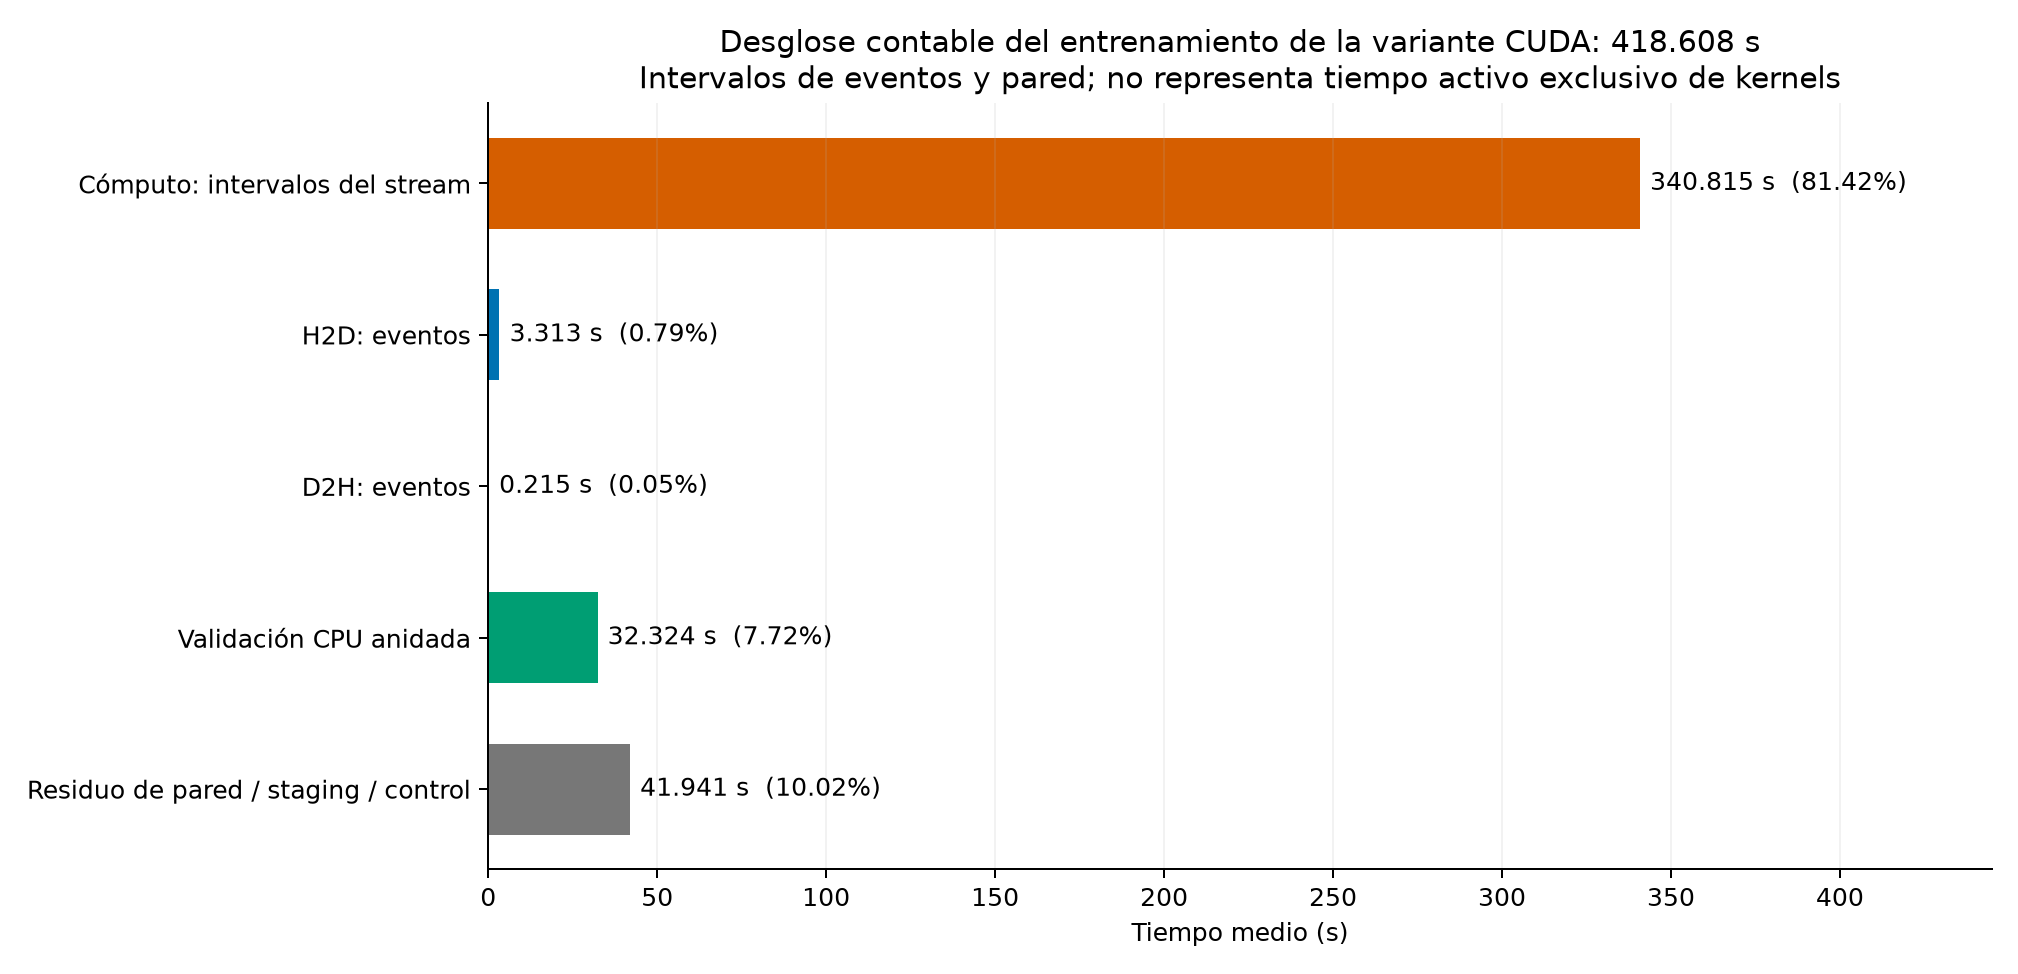 Desglose contable del entrenamiento de la variante CUDA: 418.608 s
Intervalos de eventos y pared; no representa tiempo activo exclusivo de kernels
Cómputo: intervalos del stream
340.815 s (81.42%)
H2D: eventos
3.313 s (0.79%)
D2H: eventos
0.215 s (0.05%)
Validación CPU anidada
32.324 s (7.72%)
Residuo de pared / staging / control
41.941 s (10.02%)
0 50 100 150 200 250 300 350 400
Tiempo medio (s)